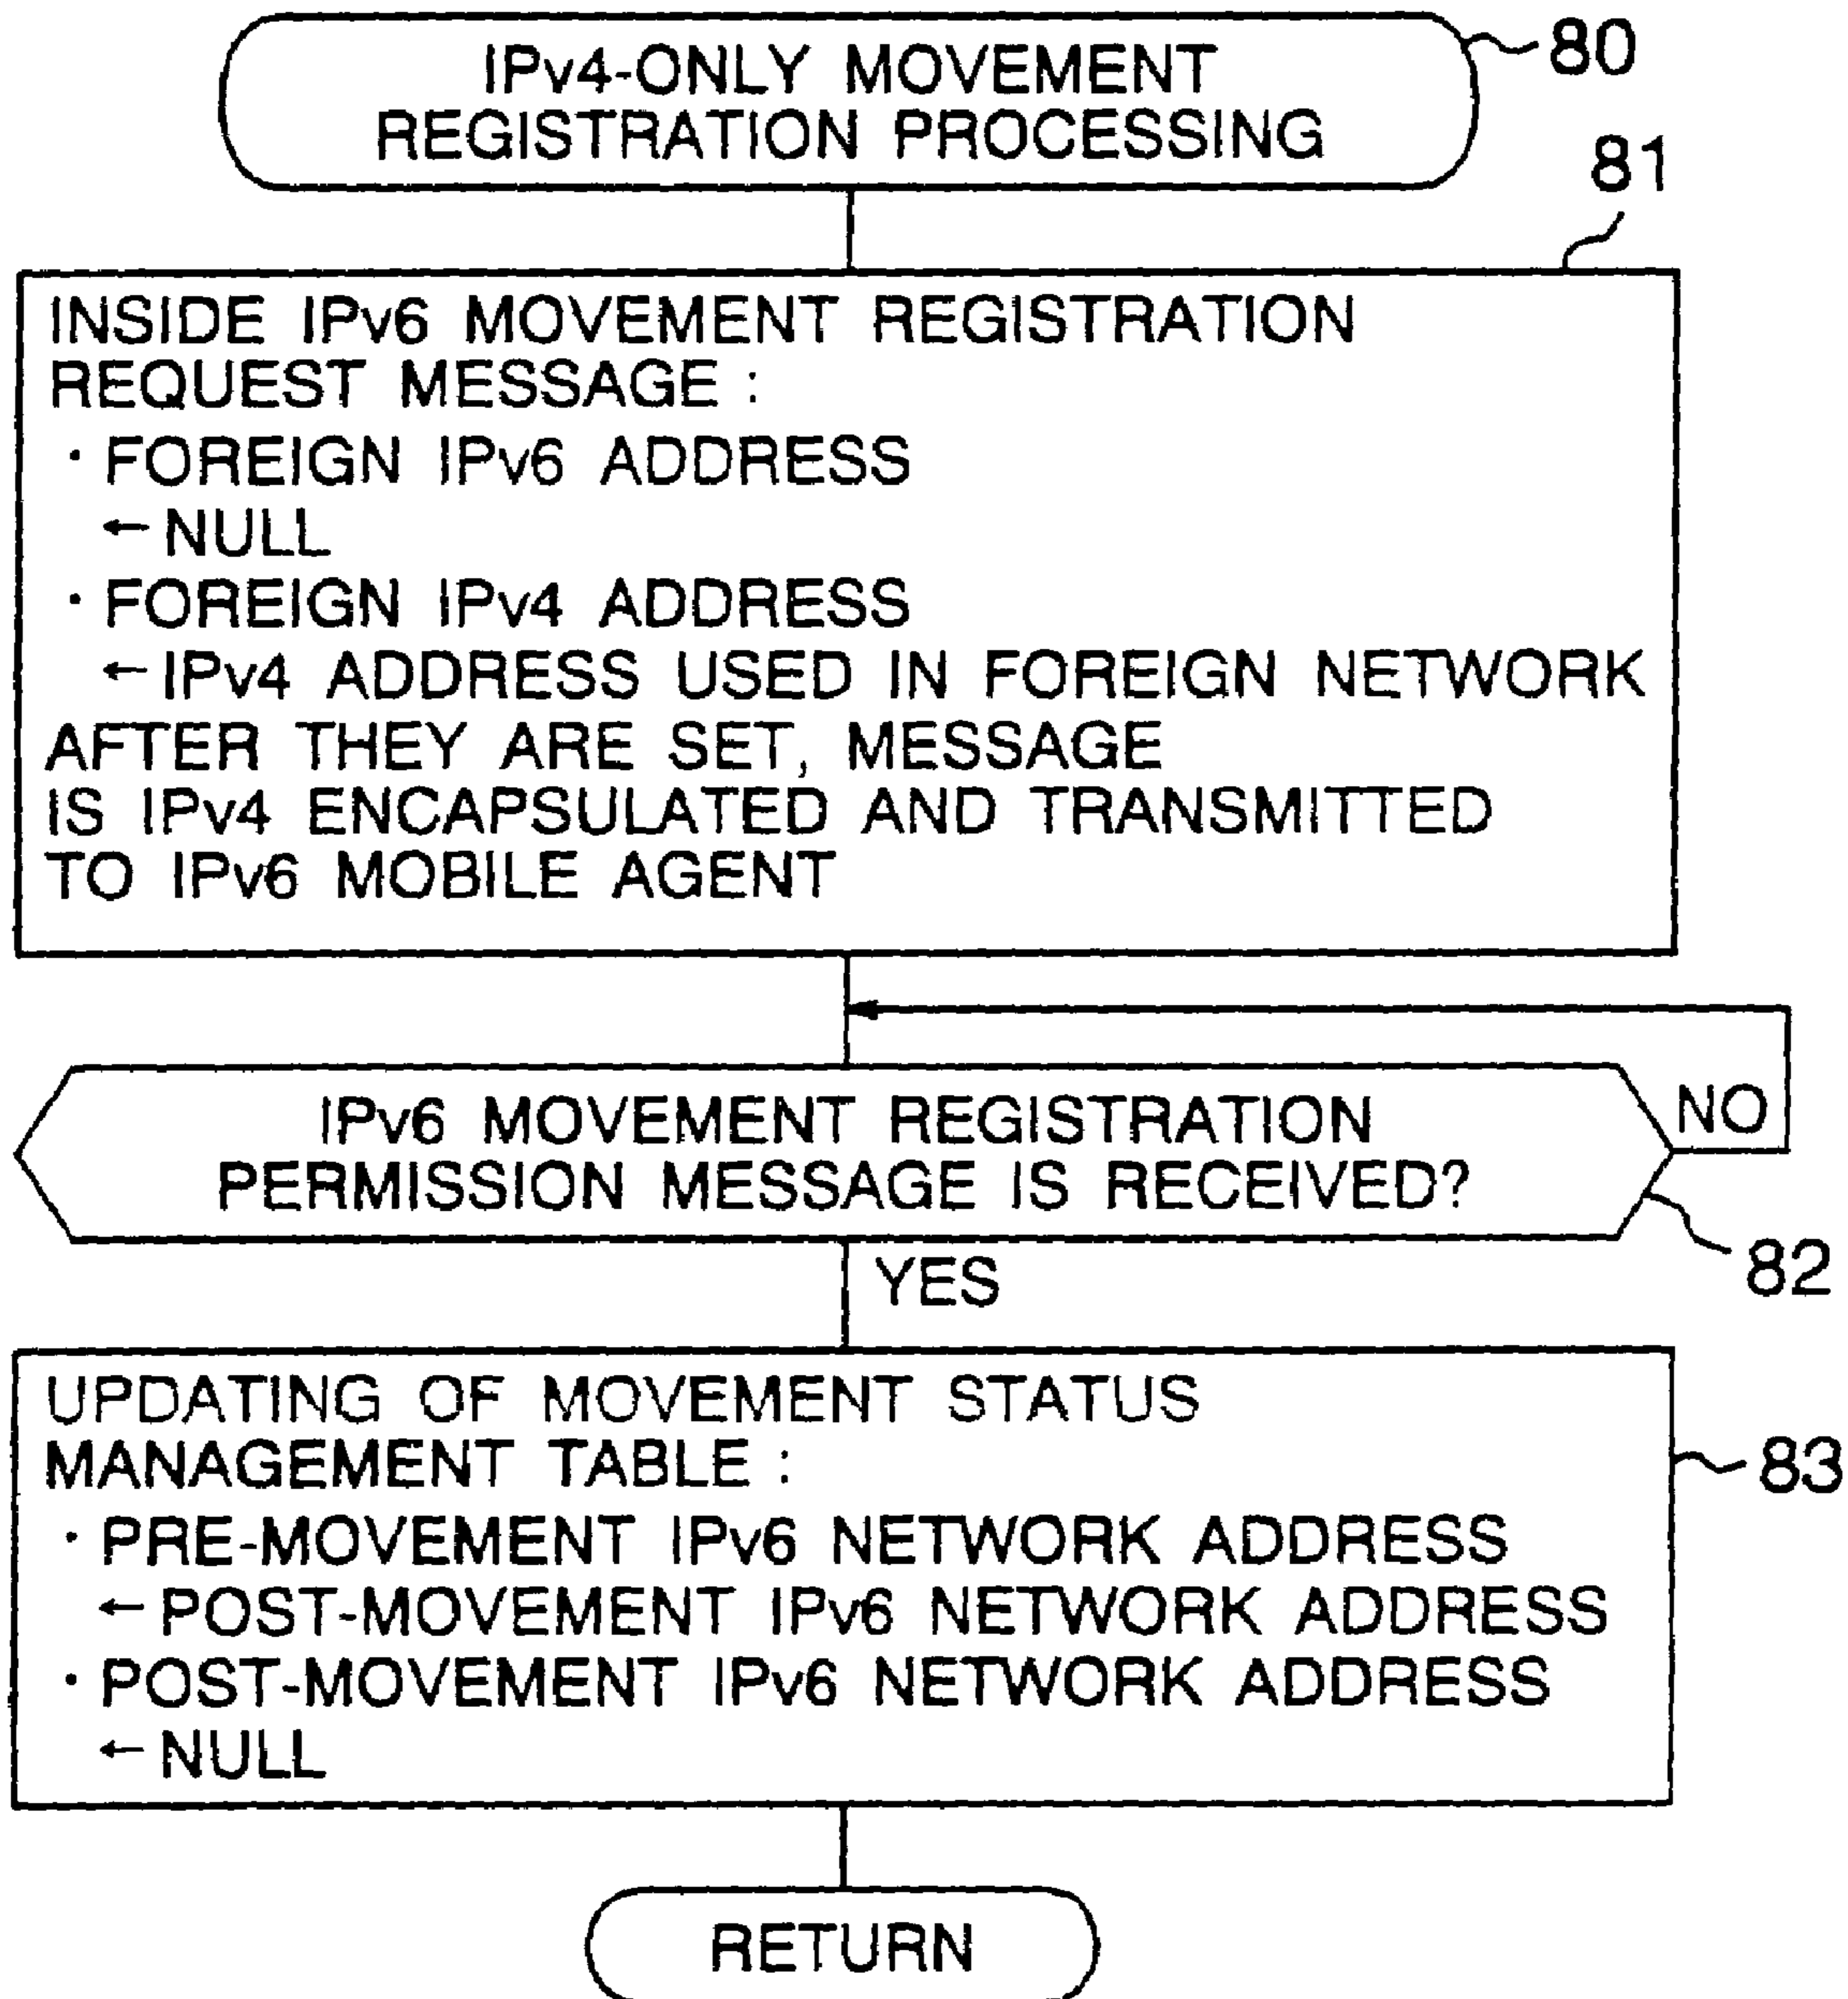 IPv4-ONLY MOVEMENT
REGISTRATION PROCESSING
80
81
INSIDE IPv6 MOVEMENT REGISTRATION
REQUEST MESSAGE :
· FOREIGN IPv6 ADDRESS
← NULL
· FOREIGN IPv4 ADDRESS
← IPv4 ADDRESS USED IN FOREIGN NETWORK
AFTER THEY ARE SET, MESSAGE
IS IPv4 ENCAPSULATED AND TRANSMITTED
TO IPv6 MOBILE AGENT
IPv6 MOVEMENT REGISTRATION
PERMISSION MESSAGE IS RECEIVED?
NO
82
YES
UPDATING OF MOVEMENT STATUS
MANAGEMENT TABLE :
· PRE-MOVEMENT IPv6 NETWORK ADDRESS
← POST-MOVEMENT IPv6 NETWORK ADDRESS
· POST-MOVEMENT IPv6 NETWORK ADDRESS
← NULL
83
RETURN